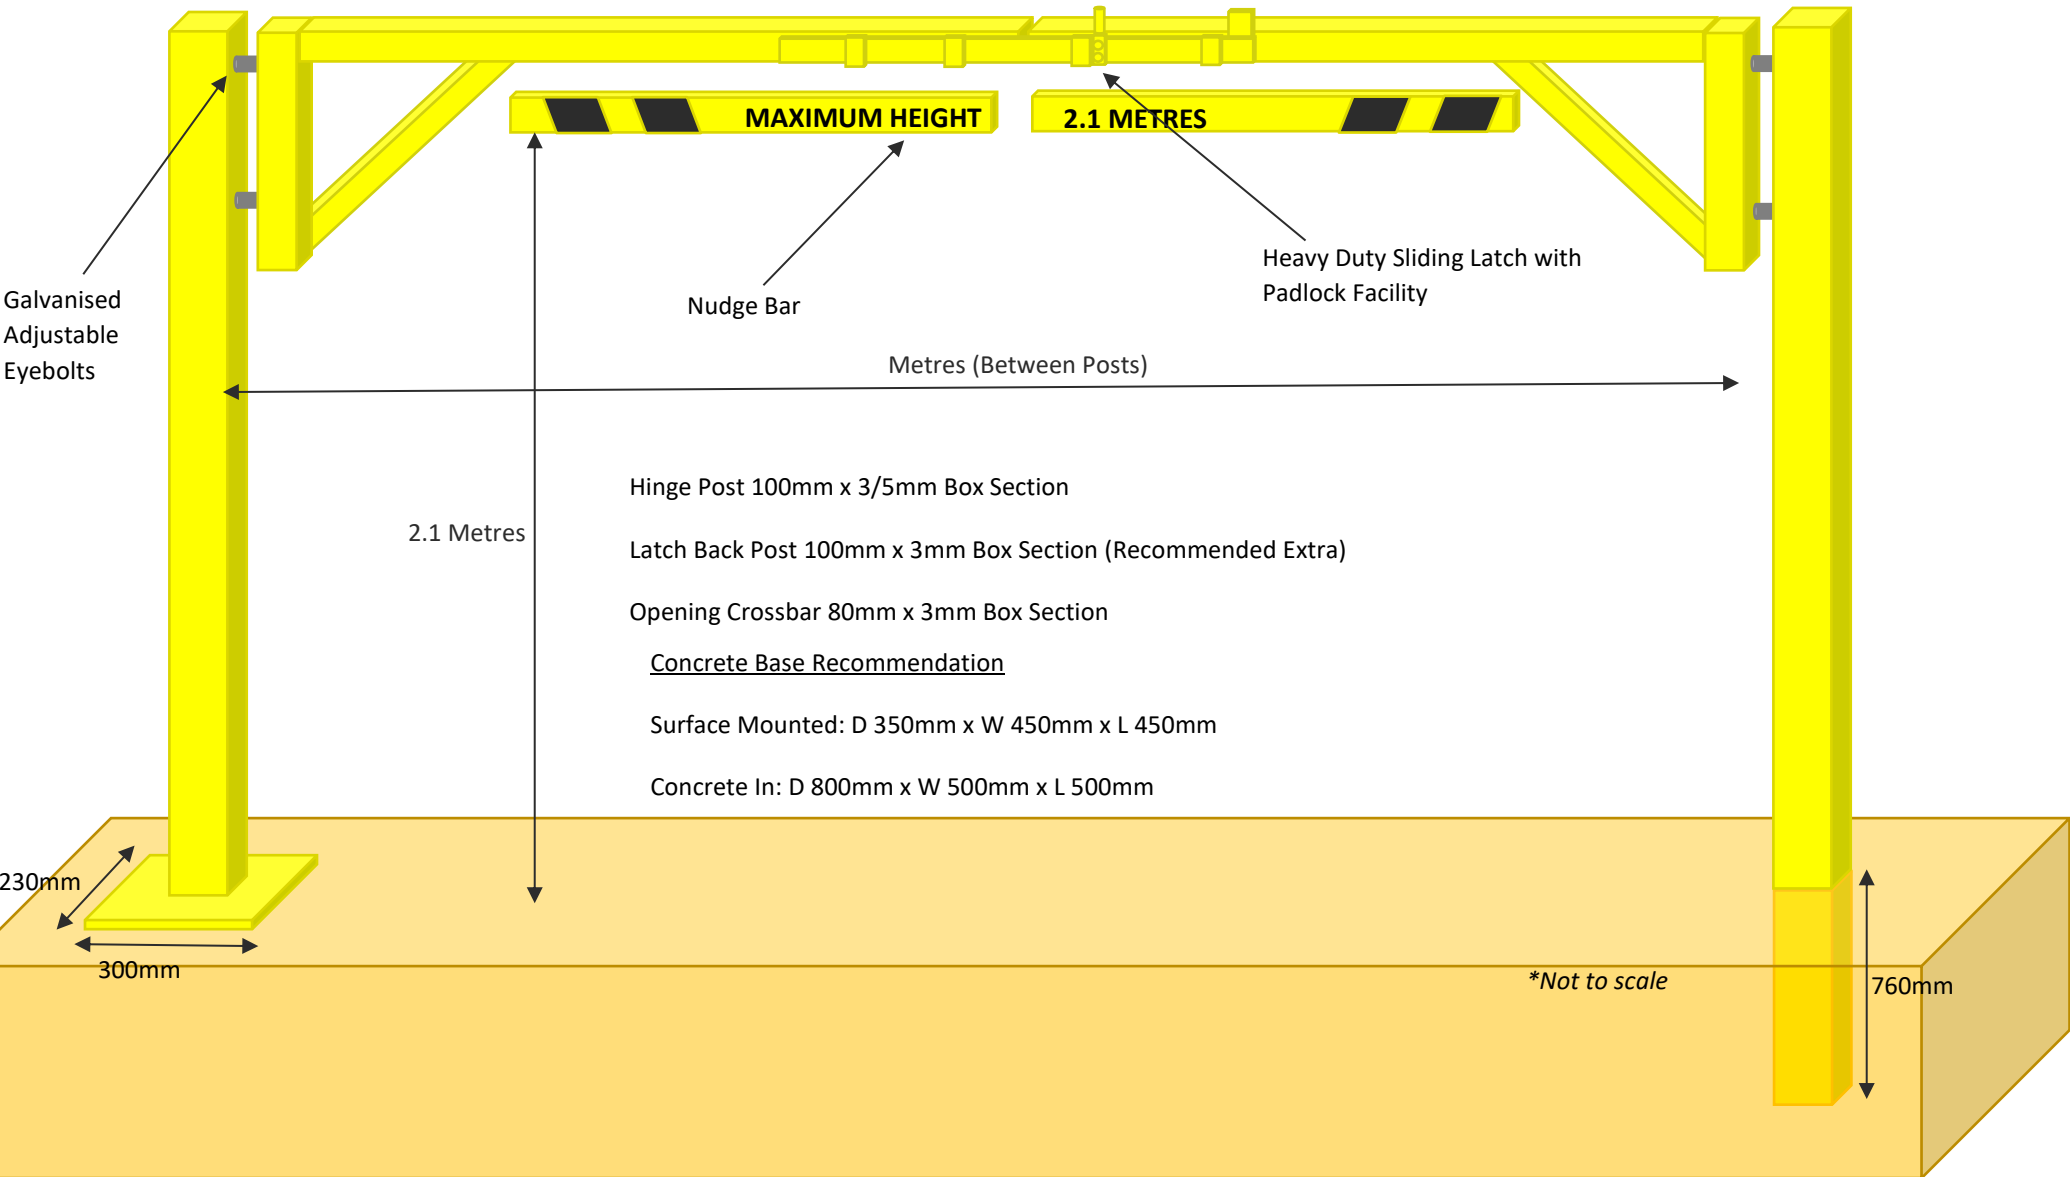 MAXIMUM HEIGHT
2.1 METRES
Galvanised
Adjustable
Eyebolts
Nudge Bar
Heavy Duty Sliding Latch with
Padlock Facility
Metres (Between Posts)
2.1 Metres
Hinge Post 100mm x 3/5mm Box Section
Latch Back Post 100mm x 3mm Box Section (Recommended Extra)
Opening Crossbar 80mm x 3mm Box Section
Concrete Base Recommendation
Surface Mounted: D 350mm x W 450mm x L 450mm
Concrete In: D 800mm x W 500mm x L 500mm
230mm
300mm
*Not to scale
760mm